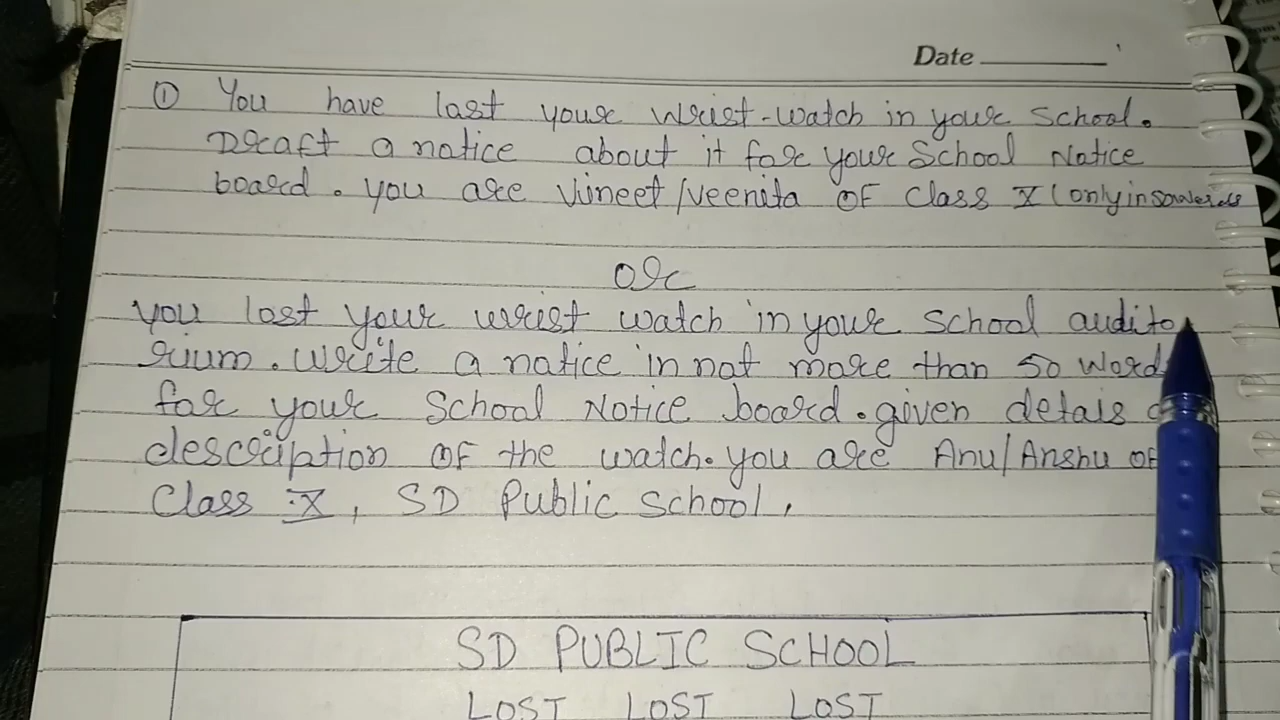 Date
① You have last your Wrist-watch in your School.
Draft a notice about it for your School Notice
board. you are Vineet/Veenita OF Class X (only in 50 words
OR
you lost your wrist watch in your School audito
rium. write a notice in not more than 50 word
for your School Notice board. given detais
description OF the watch. you are Anu/Anshu OF
Class X, SD Public School.
SD PUBLIC SCHOOL
LOST LOST LOST